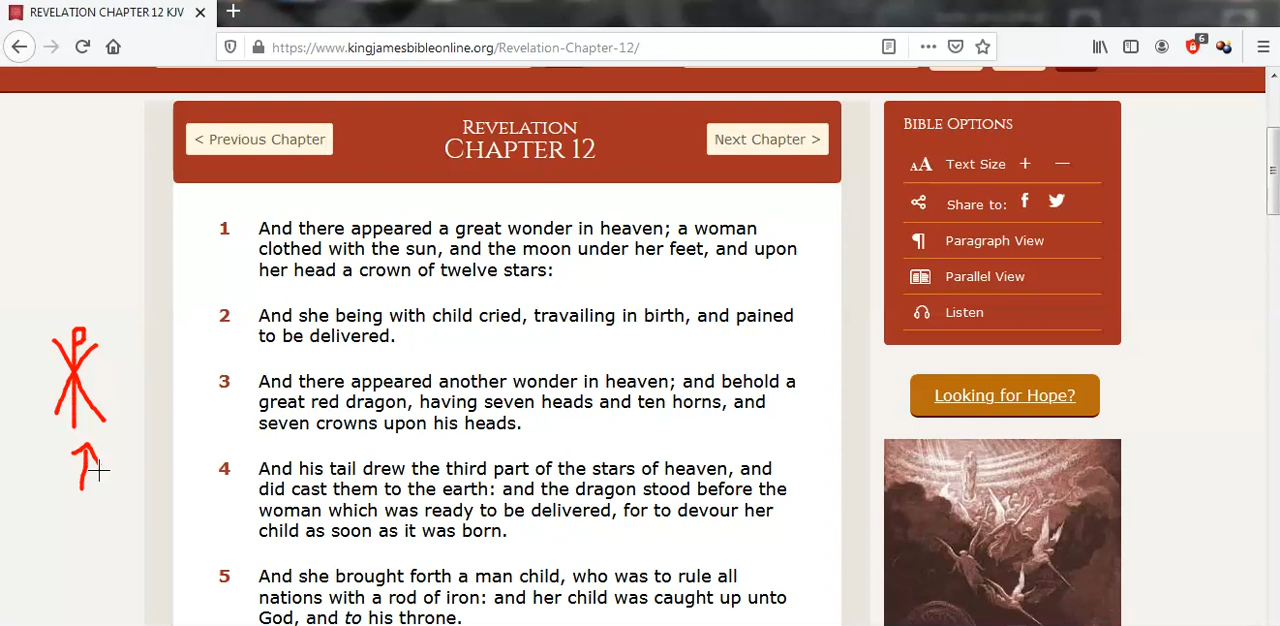 REVELATION CHAPTER 12 KJV
https://www.kingjamesbibleonline.org/Revelation-Chapter-12/
6
< Previous Chapter
REVELATION
CHAPTER 12
Next Chapter >
1 And there appeared a great wonder in heaven; a woman
clothed with the sun, and the moon under her feet, and upon
her head a crown of twelve stars:
2 And she being with child cried, travailing in birth, and pained
to be delivered.
3 And there appeared another wonder in heaven; and behold a
great red dragon, having seven heads and ten horns, and
seven crowns upon his heads.
4 And his tail drew the third part of the stars of heaven, and
did cast them to the earth: and the dragon stood before the
woman which was ready to be delivered, for to devour her
child as soon as it was born.
5 And she brought forth a man child, who was to rule all
nations with a rod of iron: and her child was caught up unto
God, and to his throne.
BIBLE OPTIONS
AA Text Size + —
Share to:
Paragraph View
Parallel View
Listen
Looking for Hope?